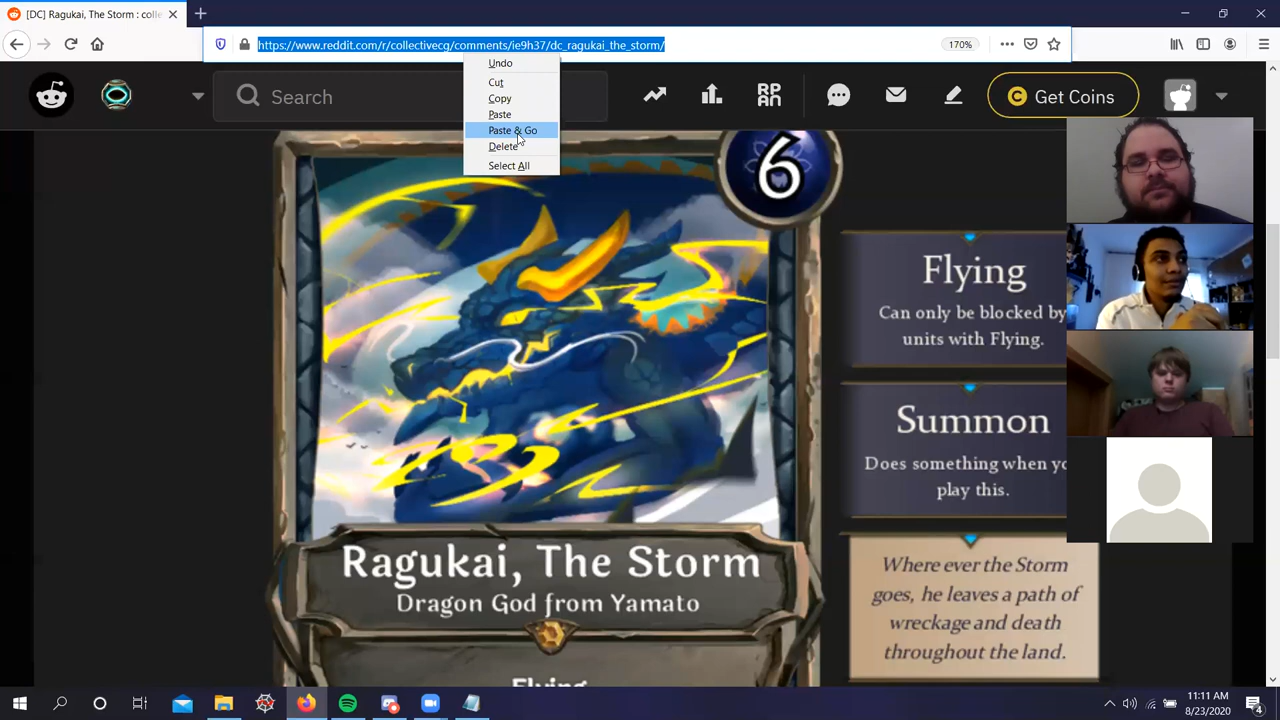 [DC] Ragukai, The Storm : colle
https://www.reddit.com/r/collectivecg/comments/ie9h37/dc_ragukai_the_storm/
170%
Undo
Cut
Copy
Paste
Paste & Go
Delete
Select All
Search
RPAN
Get Coins
6
Flying
Can only be blocked by
units with Flying.
Summon
Does something when yo
play this.
Ragukai, The Storm
Dragon God from Yamato
Where ever the Storm
goes, he leaves a path of
wreckage and death
throughout the land.
Flying
11:11 AM
8/23/2020
4